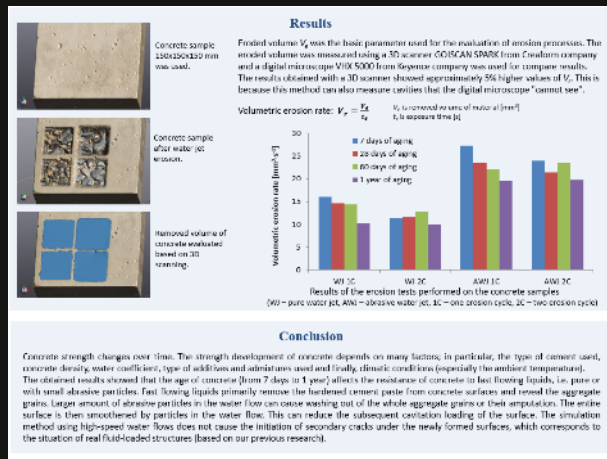 Results
Concrete sample
150x150x150 mm
was used.
Concrete sample
after water jet
erosion.
Removed volume of
concrete evaluated
based on 3D
scanning.
Eroded volume Ve was the basic parameter used for the evaluation of erosion processes. The
eroded volume was measured using a 3D scanner GO!SCAN SPARK from Creaform company
and a digital microscope VHX 5000 from Keyence company was used for compare results.
The results obtained with a 3D scanner showed approximately 5% higher values of Ve. This is
because this method can also measure cavities that the digital microscope "cannot see".
Volumetric erosion rate:
is removed volume of material [mm³]
is exposure time [s]
Volumetric erosion rate [mm³·s⁻¹]
30
25
20
15
10
5
0
7 days of aging
28 days of aging
60 days of aging
1 year of aging
WJ 1C WJ 2C AWJ 1C AWJ 2C
Results of the erosion tests performed on the concrete samples
(WJ – pure water jet, AWJ – abrasive water jet, 1C – one erosion cycle, 2C – two erosion cycle)
Conclusion
Concrete strength changes over time. The strength development of concrete depends on many factors; in particular, the type of cement used,
concrete density, water coefficient, type of additives and admixtures used and finally, climatic conditions (especially the ambient temperature).
The obtained results showed that the age of concrete (from 7 days to 1 year) affects the resistance of concrete to fast flowing liquids, i.e. pure or
with small abrasive particles. Fast flowing liquids primarily remove the hardened cement paste from concrete surfaces and reveal the aggregate
grains. Larger amount of abrasive particles in the water flow can cause washing out of the whole aggregate grains or their amputation. The entire
surface is then smoothened by particles in the water flow. This can reduce the subsequent cavitation loading of the surface. The simulation
method using high-speed water flows does not cause the initiation of secondary cracks under the newly formed surfaces, which corresponds to
the situation of real fluid-loaded structures (based on our previous research).